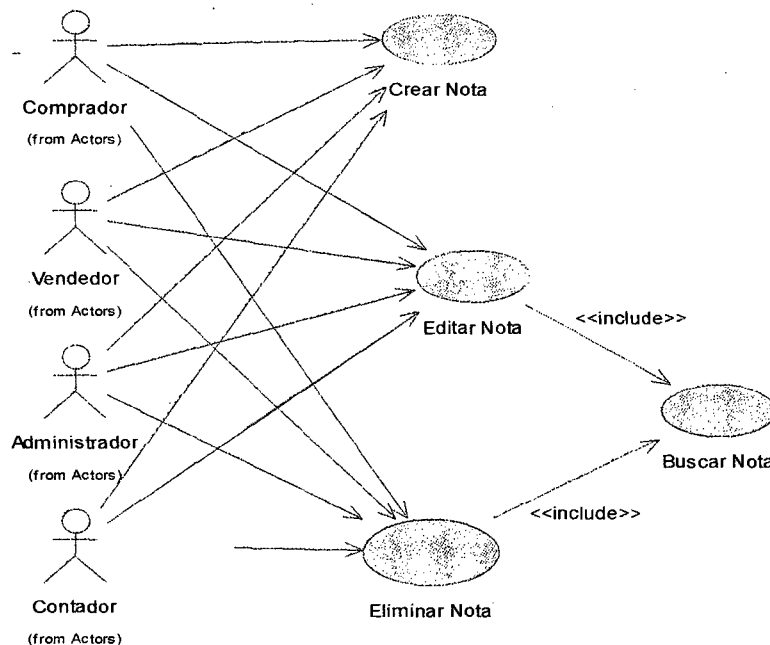 Crear Nota
Comprador
(from Actors)
Vendedor
(from Actors)
Editar Nota
<<include>>
Administrador
(from Actors)
Buscar Nota
<<include>>
Contador
(from Actors)
Eliminar Nota